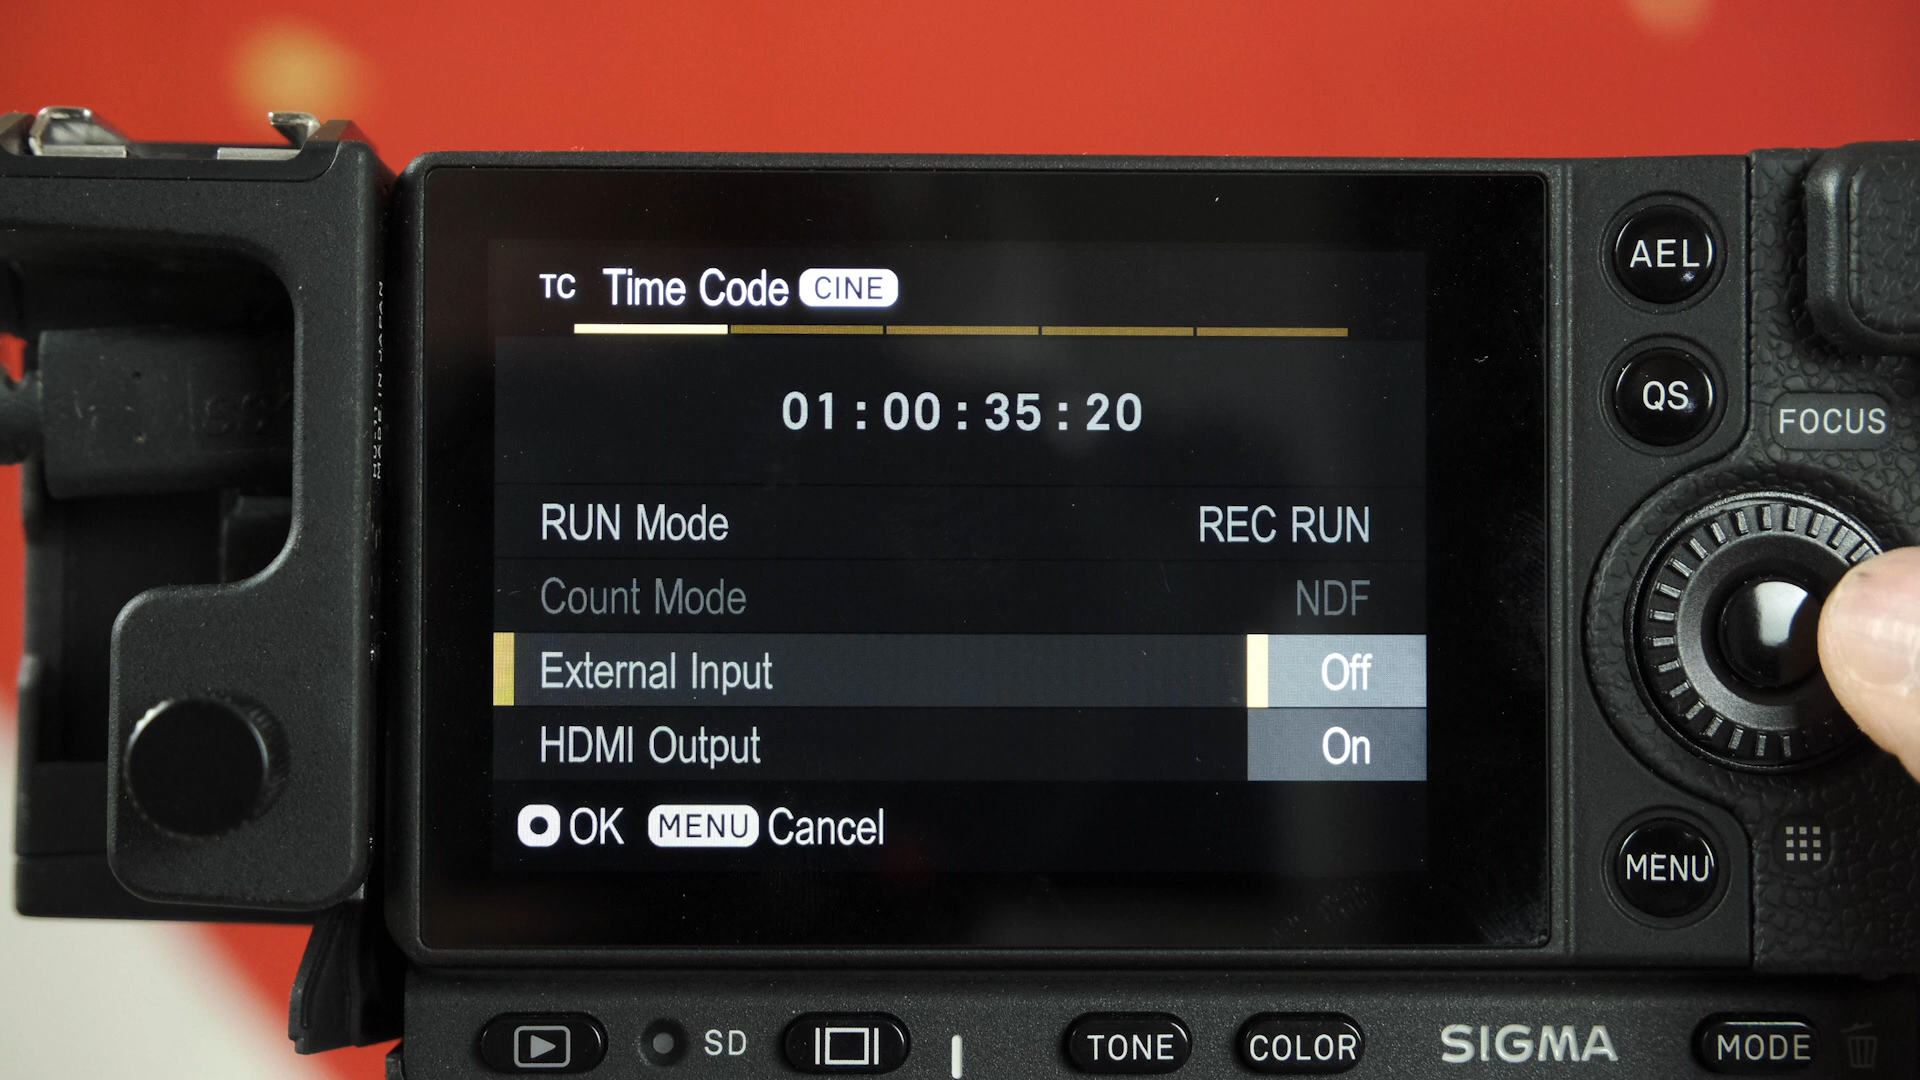 TC Time Code CINE
01:00:35:20
RUN Mode REC RUN
Count Mode NDF
External Input Off
HDMI Output On
OK MENU Cancel
AEL
QS
FOCUS
MENU
SD
TONE
COLOR
SIGMA
MODE